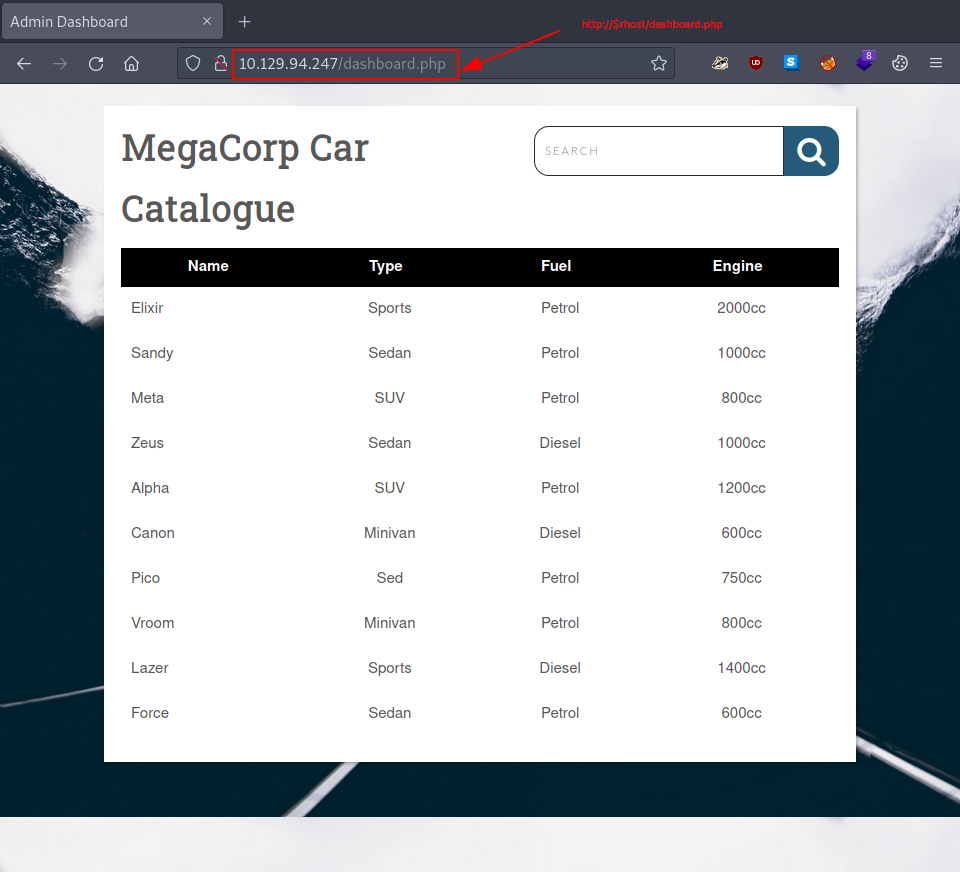 Admin Dashboard
http://$rhost/dashboard.php
10.129.94.247/dashboard.php
8
MegaCorp Car
Catalogue
SEARCH
Name Type Fuel Engine
Elixir Sports Petrol 2000cc
Sandy Sedan Petrol 1000cc
Meta SUV Petrol 800cc
Zeus Sedan Diesel 1000cc
Alpha SUV Petrol 1200cc
Canon Minivan Diesel 600cc
Pico Sed Petrol 750cc
Vroom Minivan Petrol 800cc
Lazer Sports Diesel 1400cc
Force Sedan Petrol 600cc